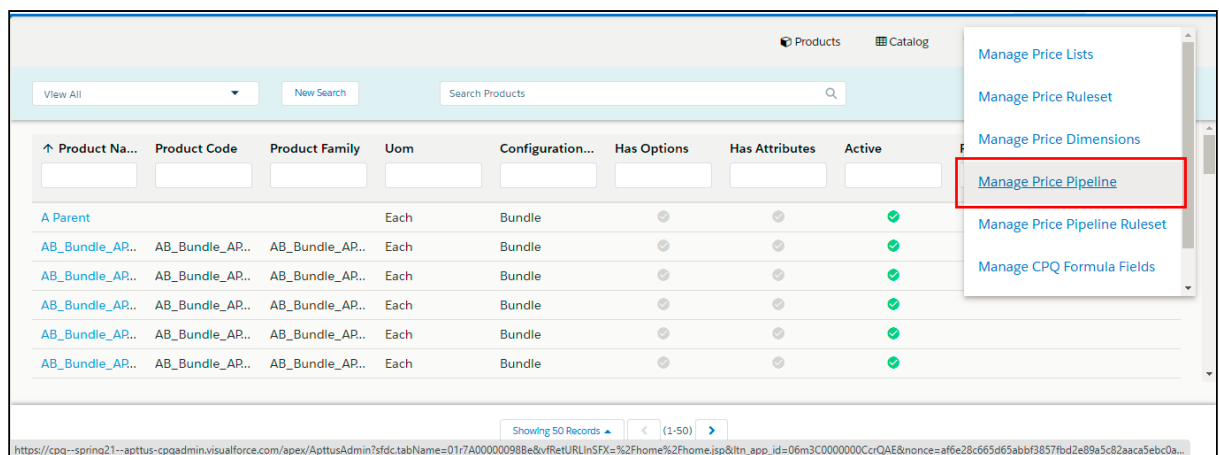 Products Catalog
Manage Price Lists
View All New Search Search Products
Manage Price Ruleset
Manage Price Dimensions
Product Na... Product Code Product Family Uom Configuration... Has Options Has Attributes Active
Manage Price Pipeline
A Parent Each Bundle
Manage Price Pipeline Ruleset
AB_Bundle_AP... AB_Bundle_AP... AB_Bundle_AP... Each Bundle
Manage CPQ Formula Fields
AB_Bundle_AP... AB_Bundle_AP... AB_Bundle_AP... Each Bundle
AB_Bundle_AP... AB_Bundle_AP... AB_Bundle_AP... Each Bundle
AB_Bundle_AP... AB_Bundle_AP... AB_Bundle_AP... Each Bundle
AB_Bundle_AP... AB_Bundle_AP... AB_Bundle_AP... Each Bundle
Showing 50 Records (1-50)
https://cpq--spring21--apttus-cpqadmin.visualforce.com/apex/ApttusAdmin?sfdc.tabName=01r7A00000098Be&vfRetURLInSFX=%2Fhome%2Fhome.jsp&ltn_app_id=06m3C0000000CcrQAE&nonce=af6e28c665d65abbf3857fbd2e89a5c82aaca5ebc0a...